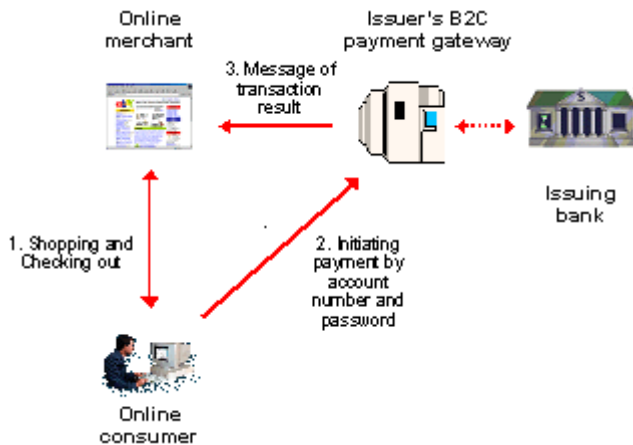 Online
merchant
Issuer's B2C
payment gateway
3. Message of
transaction
result
Issuing
bank
1. Shopping and
Checking out
2. Initiating
payment by
account
number and
password
Online
consumer